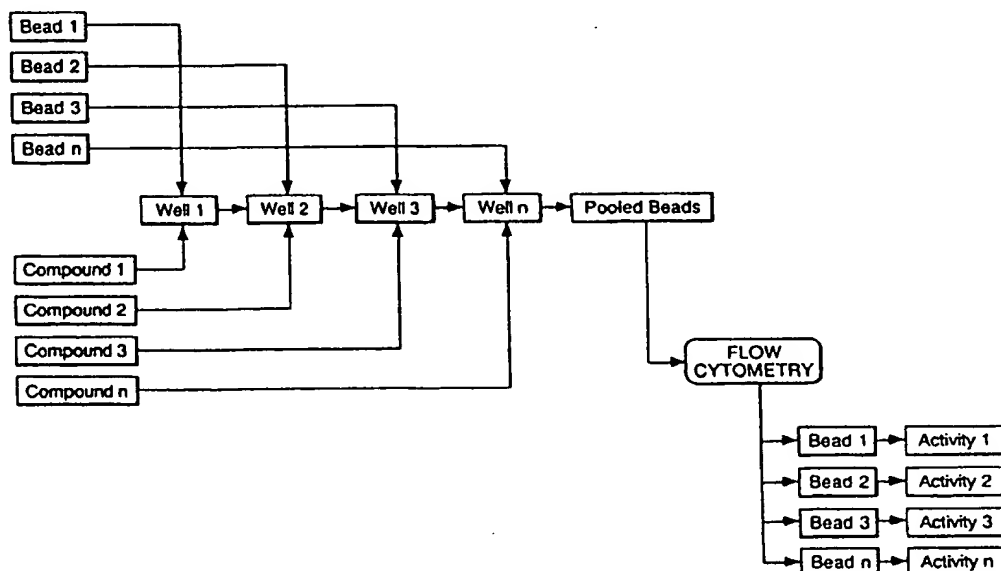 Bead 1
Bead 2
Bead 3
Bead n
Well 1
Well 2
Well 3
Well n
Pooled Beads
Compound 1
Compound 2
Compound 3
Compound n
FLOW
CYTOMETRY
Bead 1
Activity 1
Bead 2
Activity 2
Bead 3
Activity 3
Bead n
Activity n